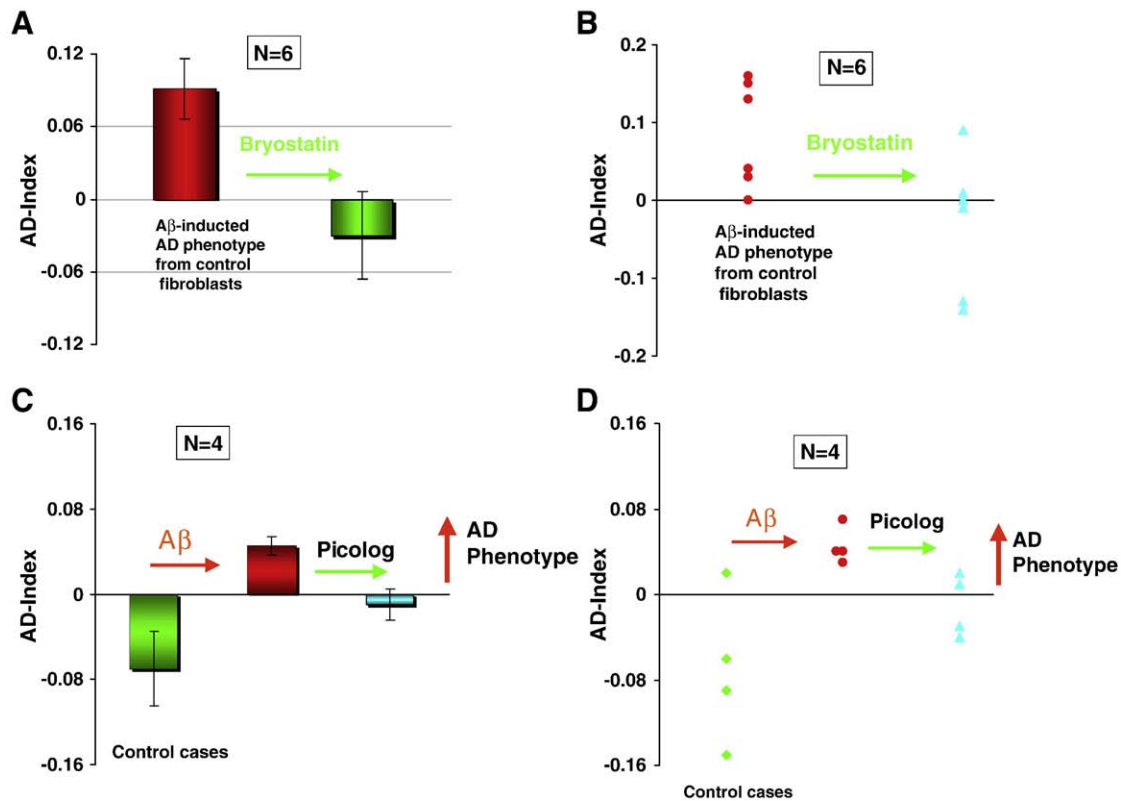 A
N=6
0.12
0.06
0
-0.06
-0.12
AD-Index
Bryostatin
Aβ-inducted
AD phenotype
from control
fibroblasts
B
N=6
0.2
0.1
0
-0.1
-0.2
AD-Index
Bryostatin
Aβ-inducted
AD phenotype
from control
fibroblasts
C
N=4
0.16
0.08
0
-0.08
-0.16
AD-Index
Aβ
Picolog
AD
Phenotype
Control cases
D
N=4
0.16
0.08
0
-0.08
-0.16
AD-Index
Aβ
Picolog
AD
Phenotype
Control cases